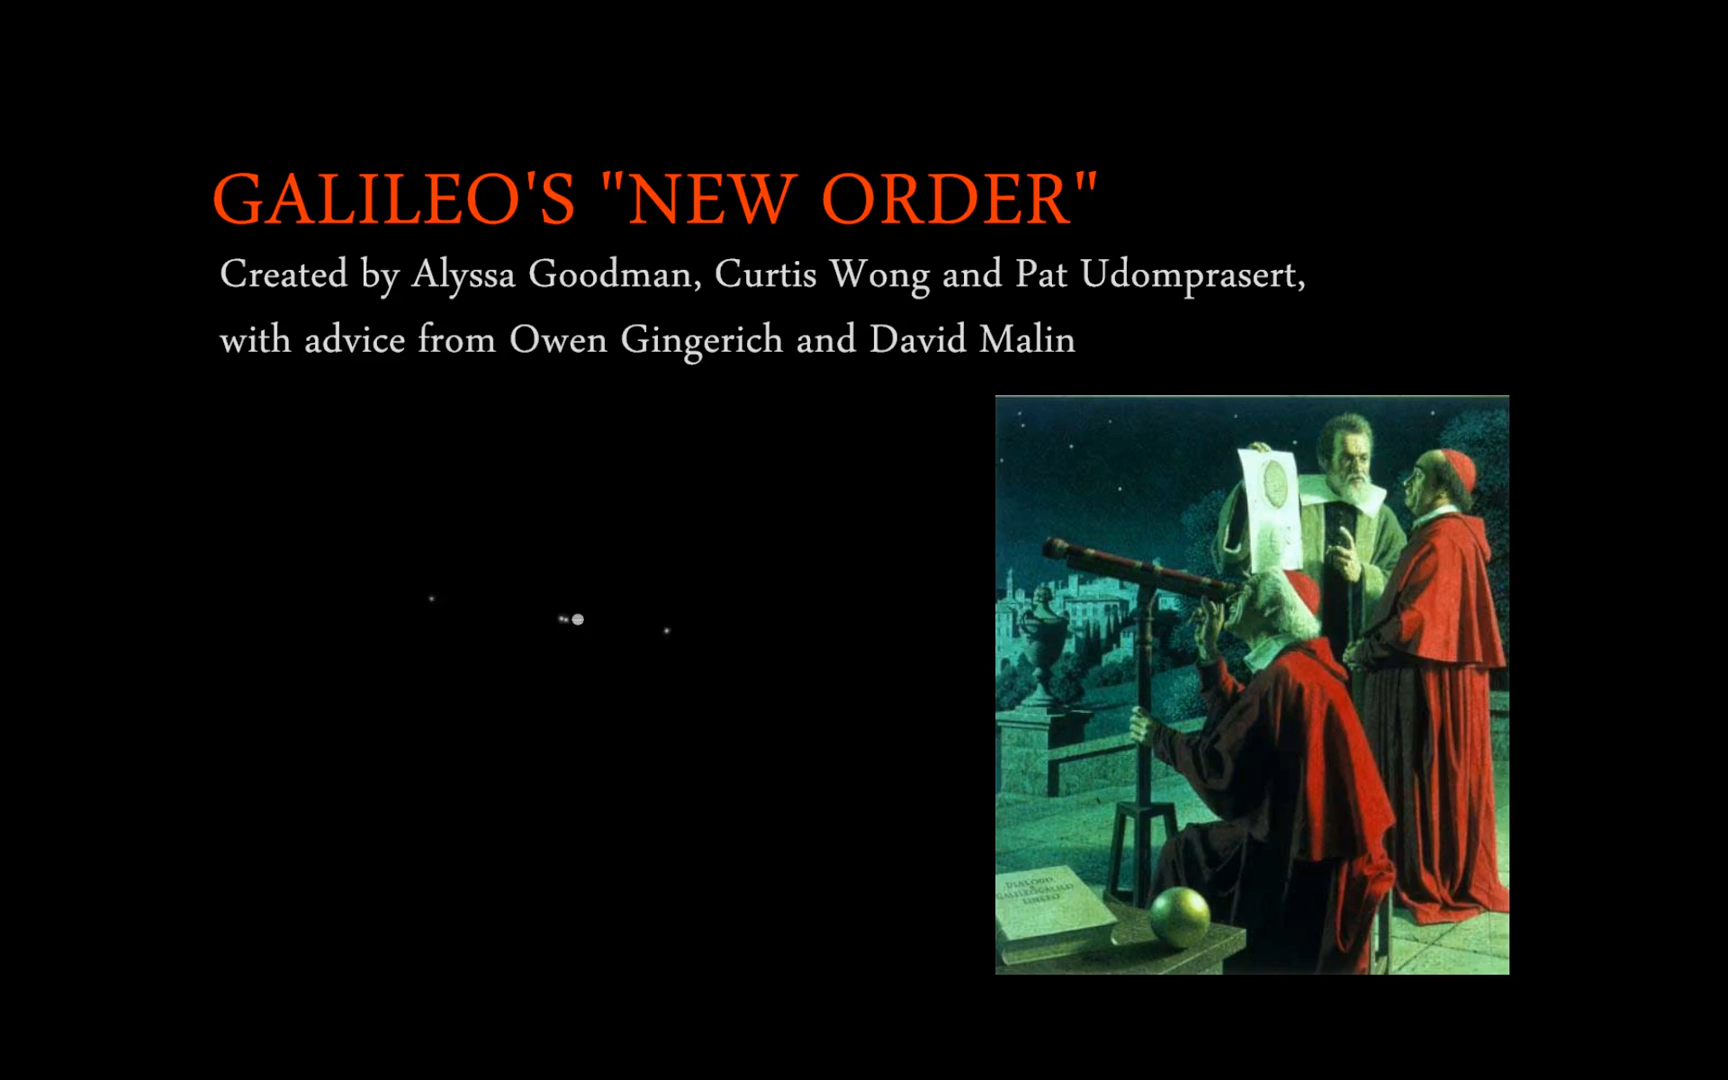 GALILEO'S "NEW ORDER"
Created by Alyssa Goodman, Curtis Wong and Pat Udomprasert,
with advice from Owen Gingerich and David Malin
DIALOGO